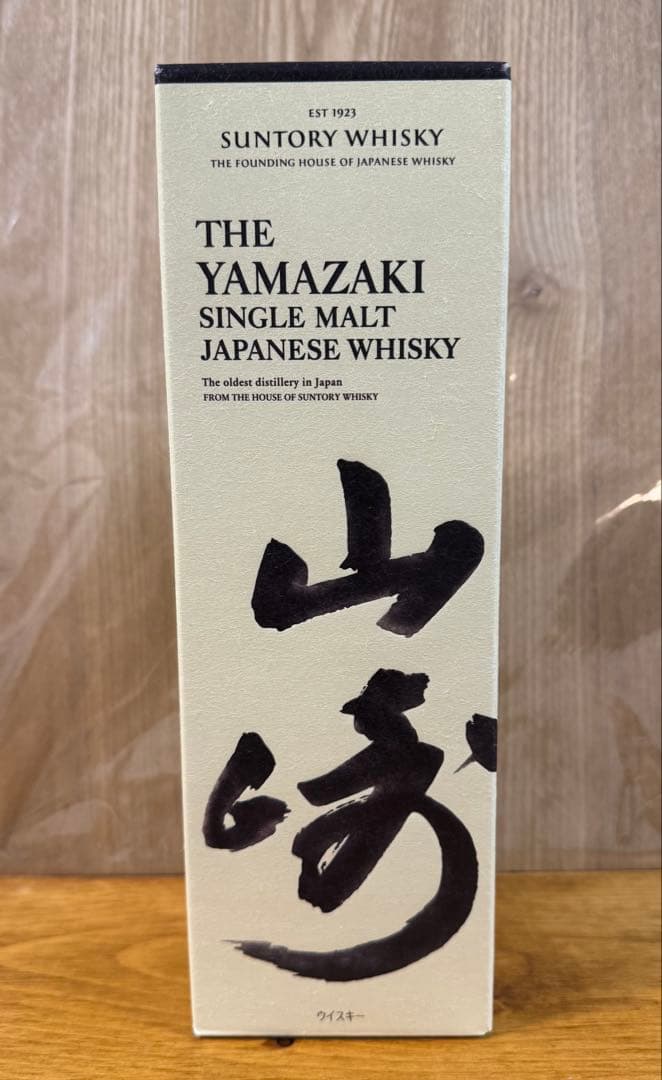 EST 1923
SUNTORY WHISKY
THE FOUNDING HOUSE OF JAPANESE WHISKY
THE
YAMAZAKI
SINGLE MALT
JAPANESE WHISKY
The oldest distillery in Japan
FROM THE HOUSE OF SUNTORY WHISKY
山
崎
ウイスキー